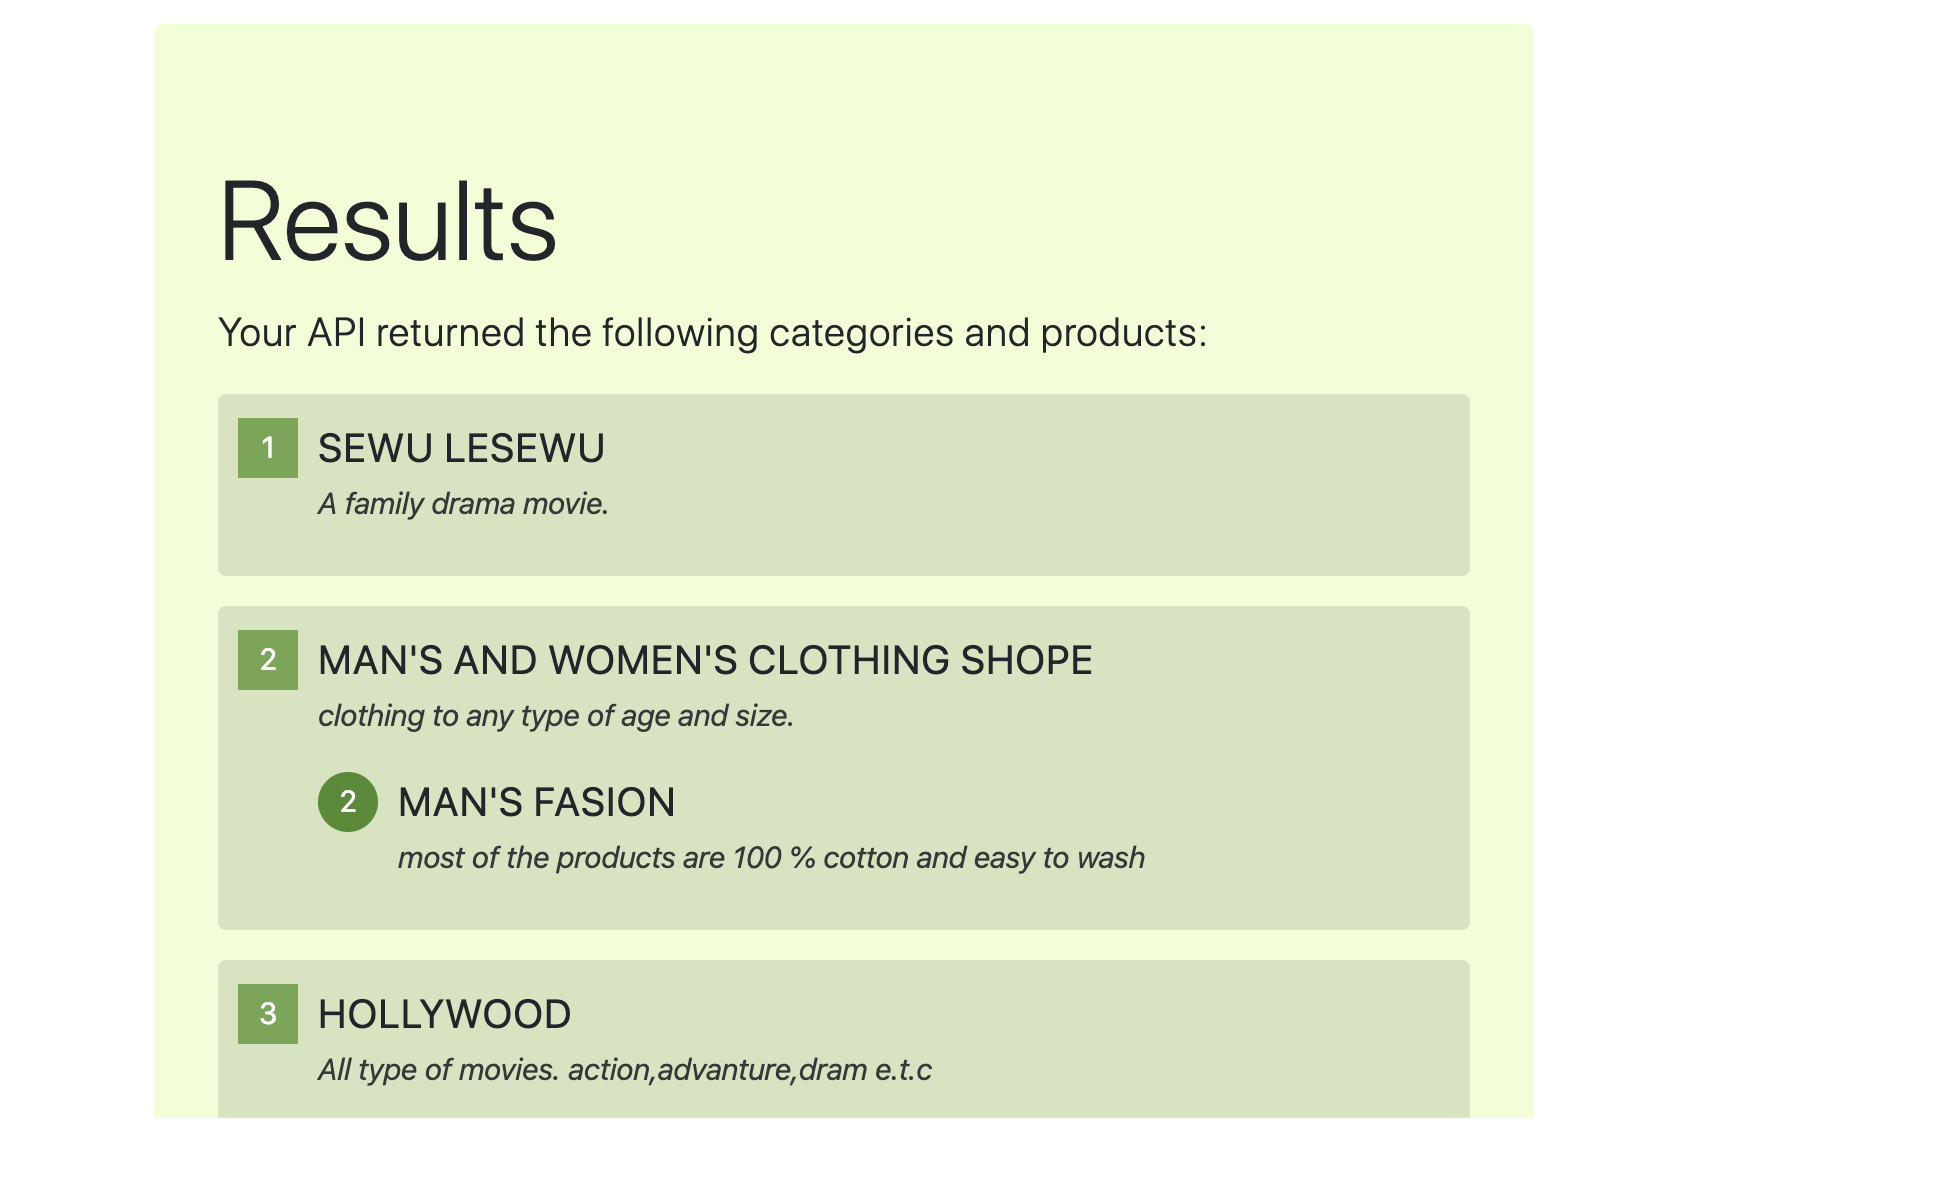 Results
Your API returned the following categories and products:
1 SEWU LESEWU
A family drama movie.
2 MAN'S AND WOMEN'S CLOTHING SHOPE
clothing to any type of age and size.
2 MAN'S FASION
most of the products are 100 % cotton and easy to wash
3 HOLLYWOOD
All type of movies. action,advanture,dram e.t.c